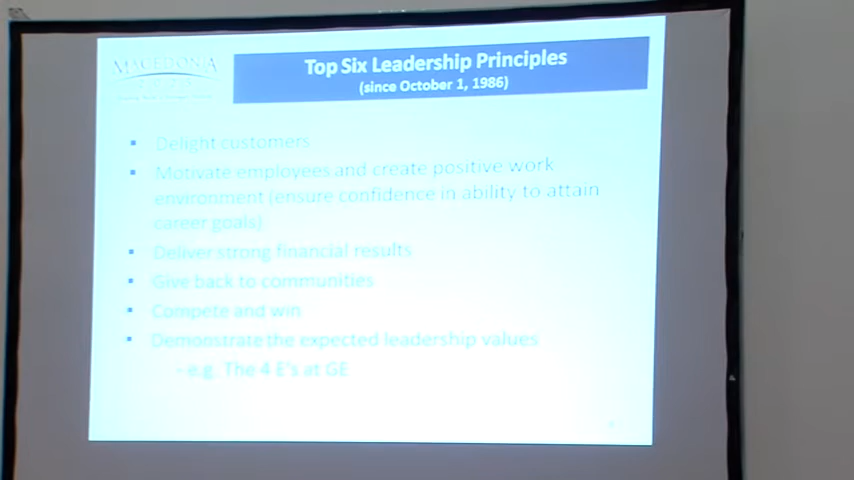 MACEDONIA
2025
Top Six Leadership Principles
(since October 1, 1986)
▪ Delight customers
▪ Motivate employees and create positive work
environment (ensure confidence in ability to attain
career goals)
▪ Deliver strong financial results
▪ Give back to communities
▪ Compete and win
▪ Demonstrate the expected leadership values
- e.g. The 4 E's at GE